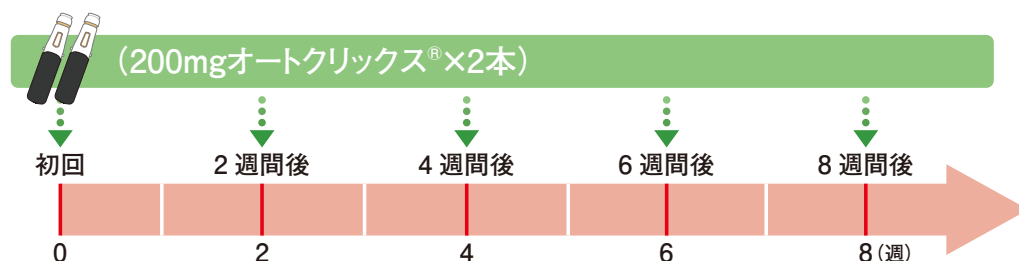 (200mgオートクリックス®×2本)
初回 2週間後 4週間後 6週間後 8週間後
0 2 4 6 8(週)